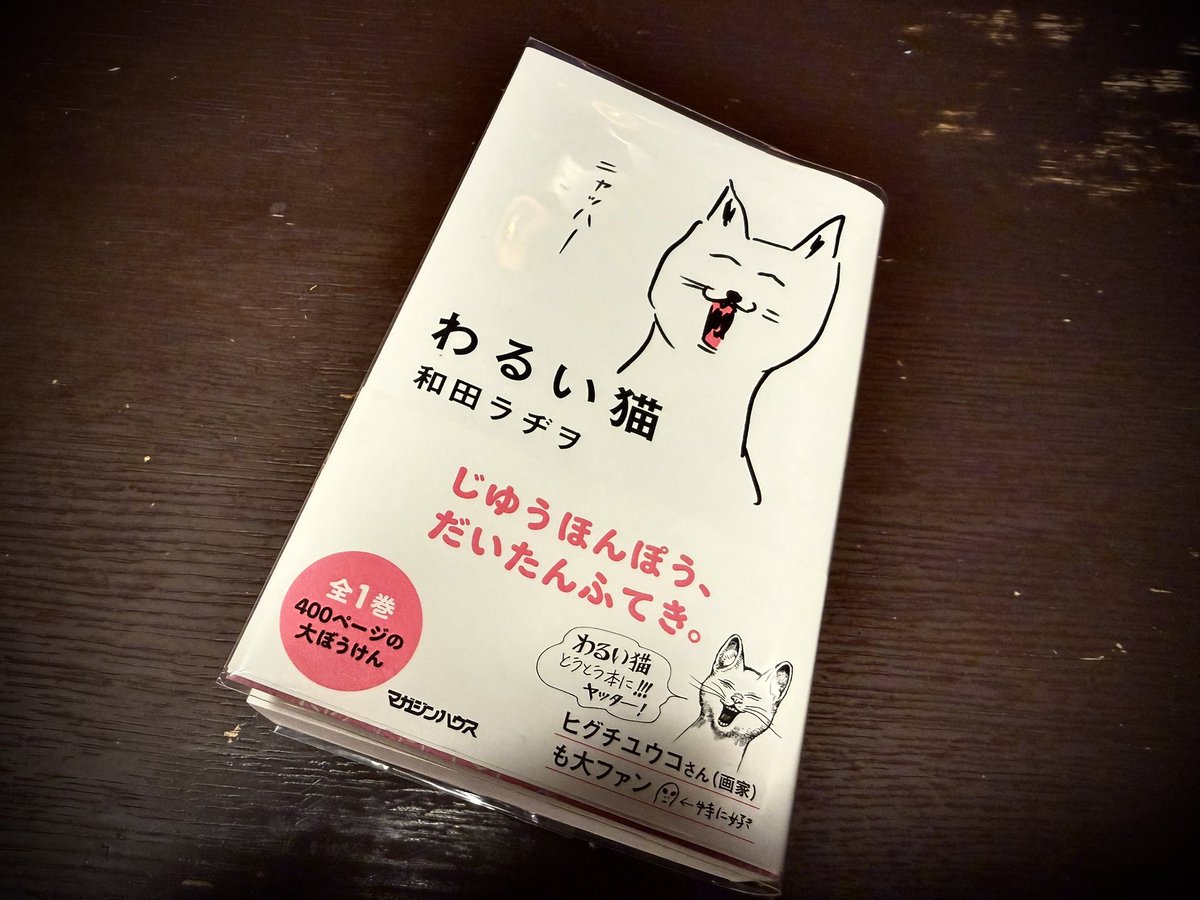 ニャッハー
わるい猫
和田ラヂヲ
じゆうほんぽう、
だいたんふてき。
全1巻
400ページの
大ぼうけん
マガジンハウス
わるい猫
とうとう本に!!!
ヤッター!
ヒグチユウコさん(画家)
も大ファン ←特に好き